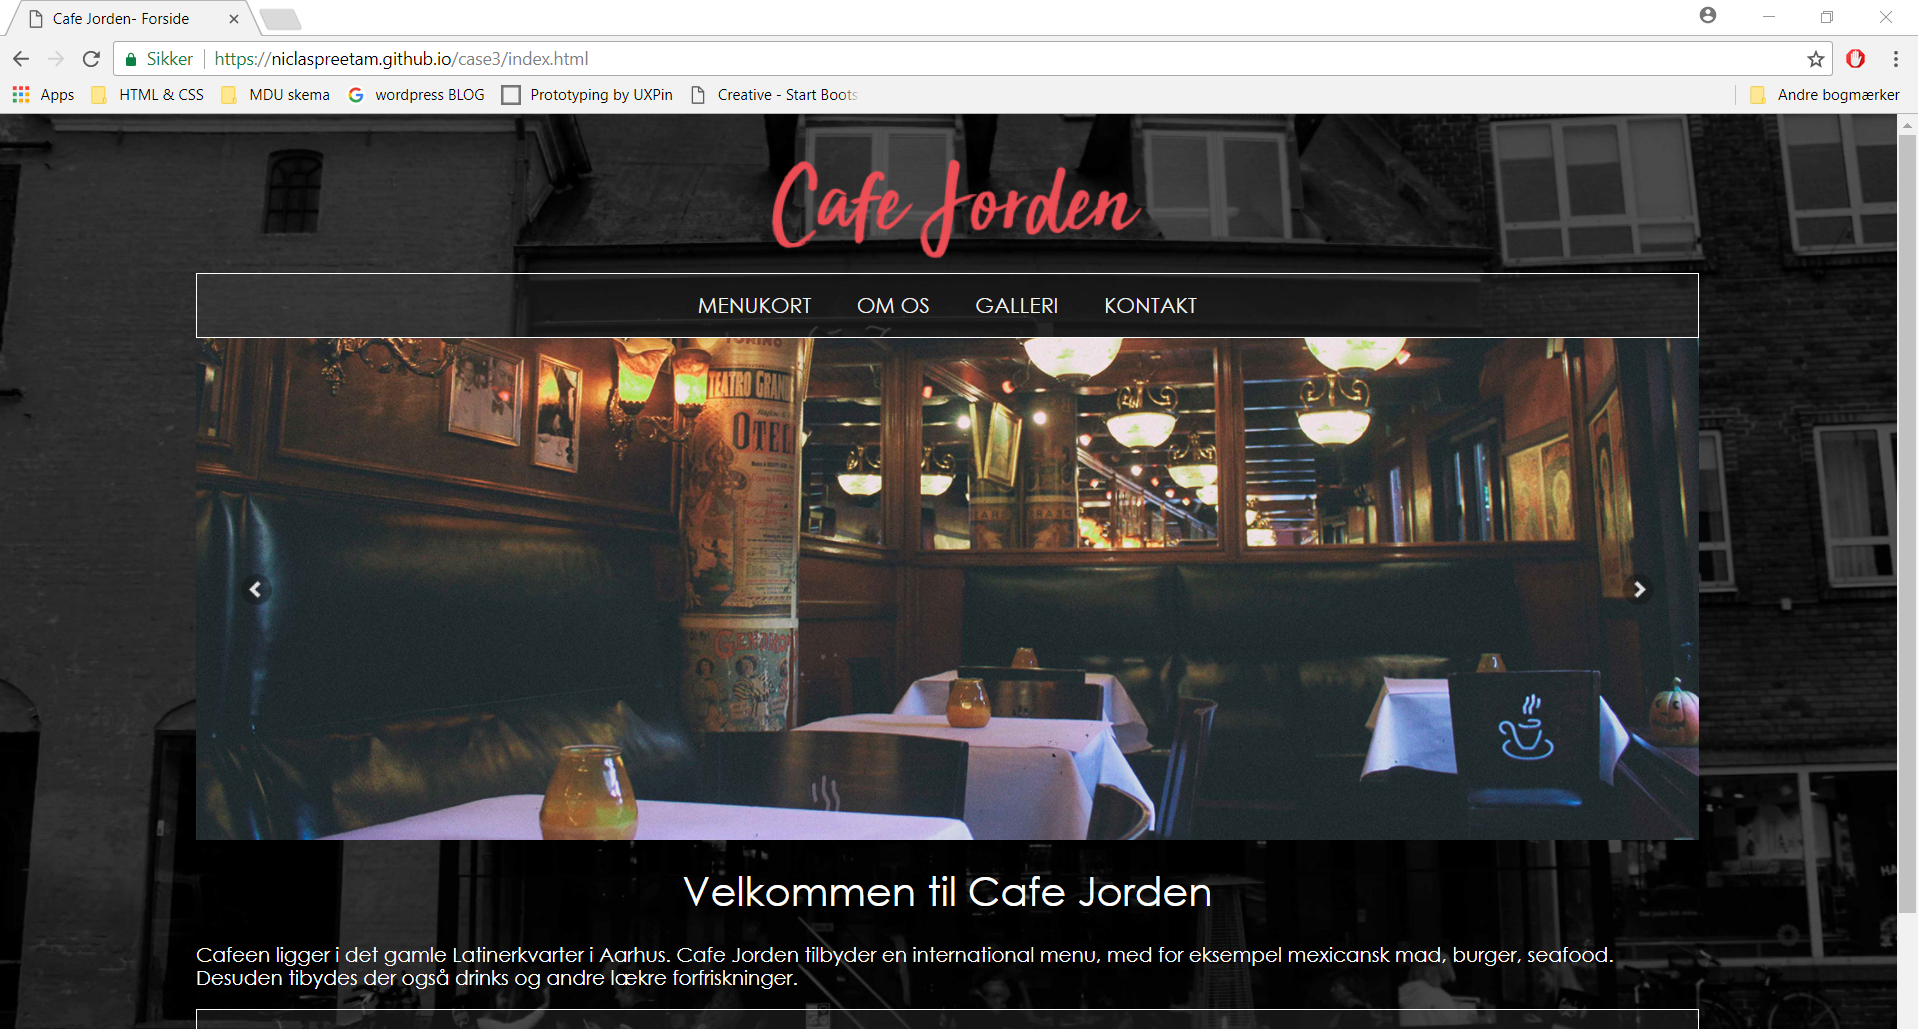 Cafe Jorden- Forside
Sikker https://niclaspreetam.github.io/case3/index.html
Apps HTML & CSS MDU skema wordpress BLOG Prototyping by UXPin Creative - Start Boots Andre bogmærker
Cafe Jorden
MENUKORT OM OS GALLERI KONTAKT
TEATRO GRAN
OTEL
Velkommen til Cafe Jorden
Cafeen ligger i det gamle Latinerkvarter i Aarhus. Cafe Jorden tilbyder en international menu, med for eksempel mexicansk mad, burger, seafood.
Desuden tibydes der også drinks og andre lækre forfriskninger.